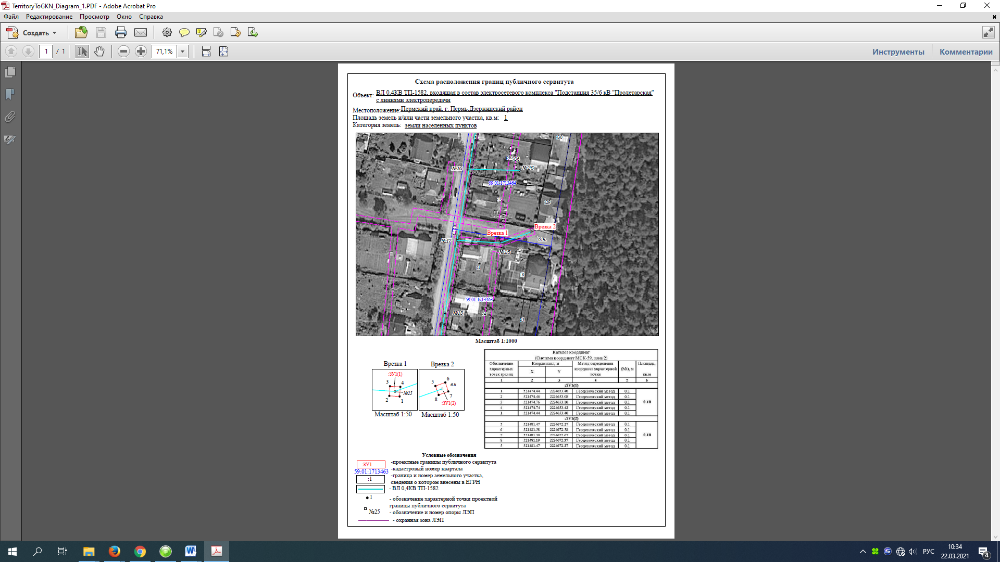 TerritoryToGKN_Diagram_1.PDF - Adobe Acrobat Pro
Файл Редактирование Просмотр Окно Справка
Создать
1 / 1 71,1% Инструменты Комментарии
Схема расположения границ публичного сервитута
Объект: ВЛ 0,4КВ ТП-1582, входящая в состав электросетевого комплекса "Подстанция 35/6 кВ "Пролетарская"
с линиями электропередачи
Местоположение: Пермский край, г. Пермь,Дзержинский район
Площадь земель и/или части земельного участка, кв.м: 1
Категория земель: земли населенных пунктов
:30
:40 :36
№16 №26
59:01:1713464
:4 :29
Врезка 2
Врезка 1
№17 б.н.
№25
:1
:8
59:01:1713463
№18 :4
:3
Масштаб 1:1000
Врезка 1 Врезка 2
:ЗУ1(1)
3 4
№25
2 1
5 6
б.н
8 7
:ЗУ1(2)
Масштаб 1:50 Масштаб 1:50
Каталог координат
(Система координат МСК-59, зона 2)
Обозначение характерных точек границ Координаты, м Метод определения координат характерной точки (Mt), м Площадь, кв.м
X Y
1 2 3 4 5 6
:ЗУ1(1)
1 521474.44 2224653.40 Геодезический метод 0.1
2 521474.46 2224653.08 Геодезический метод 0.1
3 521474.76 2224653.10 Геодезический метод 0.1 0.10
4 521474.74 2224653.42 Геодезический метод 0.1
1 521474.44 2224653.40 Геодезический метод 0.1
:ЗУ1(2)
5 521481.47 2224672.27 Геодезический метод 0.1
6 521481.58 2224672.58 Геодезический метод 0.1
7 521481.30 2224672.67 Геодезический метод 0.1 0.10
8 521481.19 2224672.37 Геодезический метод 0.1
5 521481.47 2224672.27 Геодезический метод 0.1
Условные обозначения
:ЗУ1 -проектные границы публичного сервитута
59:01:1713463 -кадастровый номер квартала
:1 -граница и номер земельного участка,
сведения о котором внесены в ЕГРН
- ВЛ 0,4КВ ТП-1582
1 - обозначение характерной точки проектной
границы публичного сервитута
№25 - обозначение и номер опоры ЛЭП
- охранная зона ЛЭП
РУС
10:34
22.03.2021
4